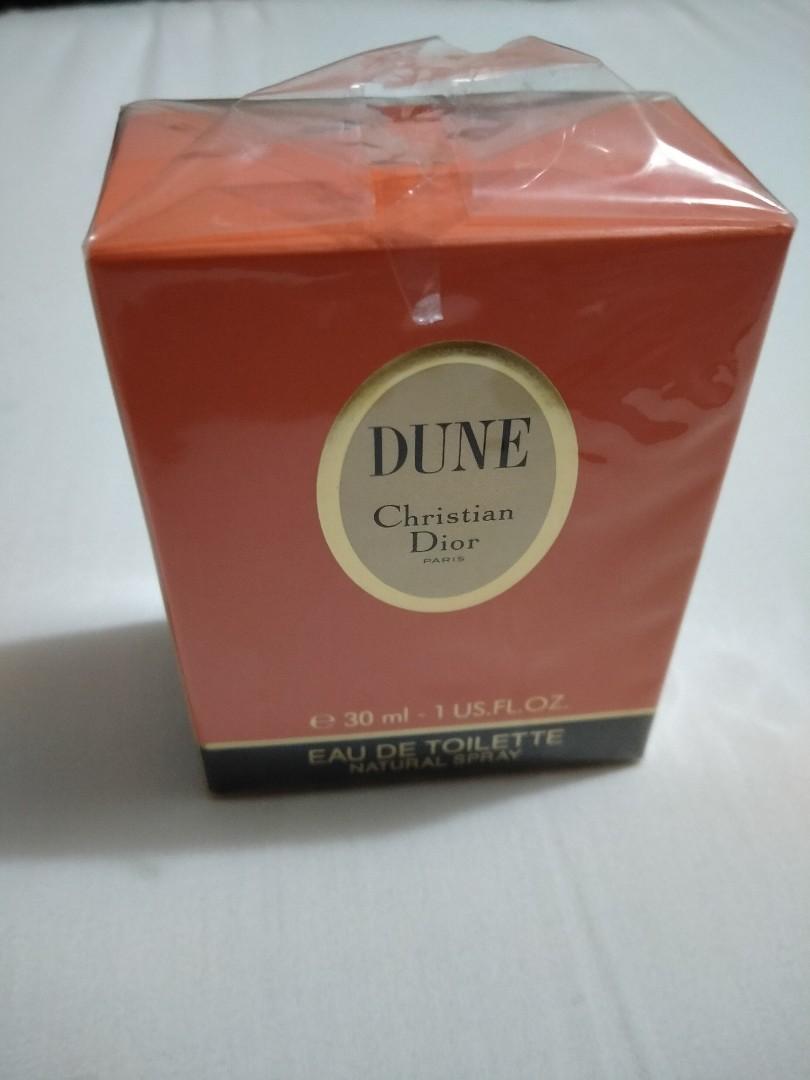 DUNE
Christian
Dior
PARIS
℮ 30 ml - 1 US.FL.OZ.
EAU DE TOILETTE
NATURAL SPRAY